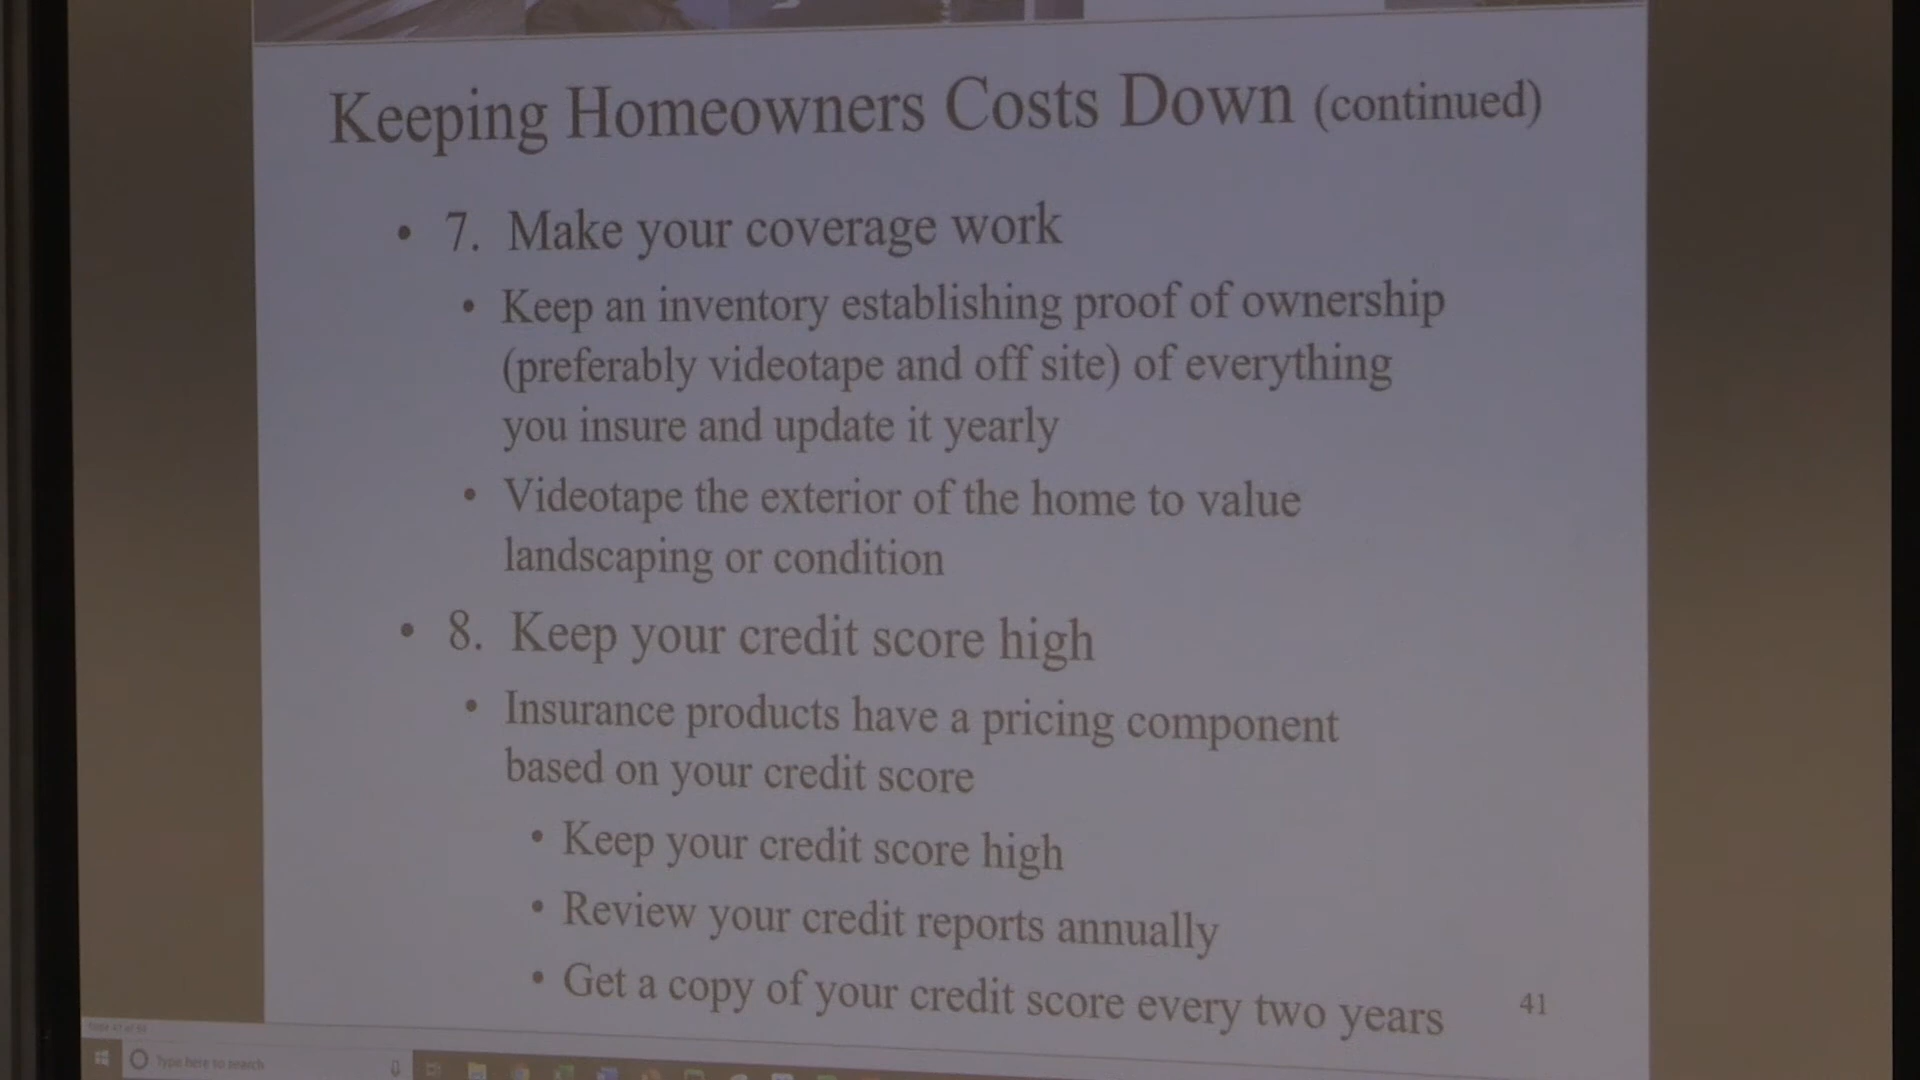 Keeping Homeowners Costs Down (continued)
• 7. Make your coverage work
• Keep an inventory establishing proof of ownership
(preferably videotape and off site) of everything
you insure and update it yearly
• Videotape the exterior of the home to value
landscaping or condition
• 8. Keep your credit score high
• Insurance products have a pricing component
based on your credit score
• Keep your credit score high
• Review your credit reports annually
• Get a copy of your credit score every two years
41
Type here to search